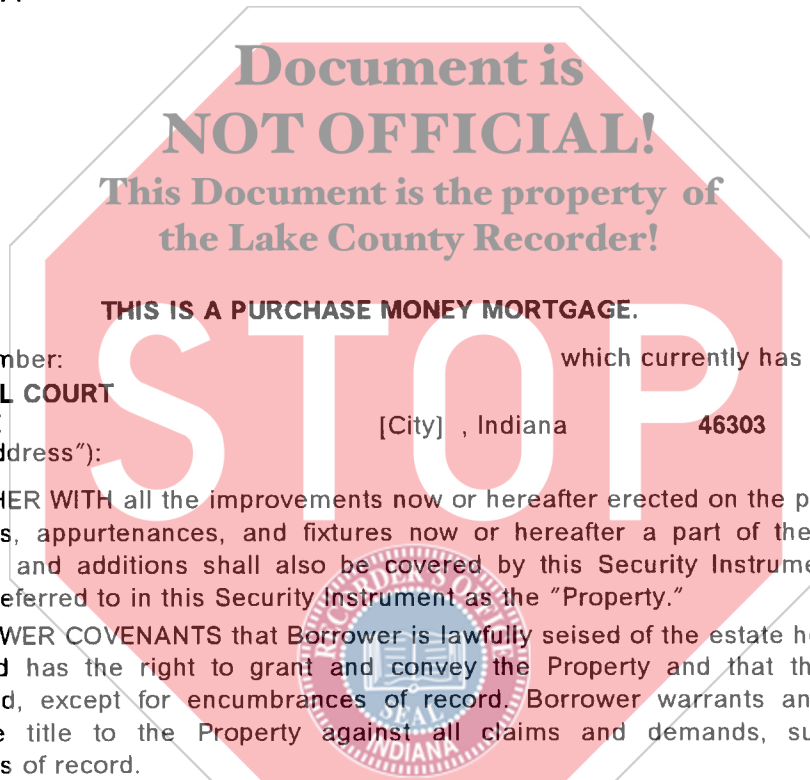 Document is
NOT OFFICIAL!
This Document is the property of
the Lake County Recorder!
THIS IS A PURCHASE MONEY MORTGAGE.
mber: which currently has
L COURT
[City] , Indiana 46303
ddress"):
HER WITH all the improvements now or hereafter erected on the p
s, appurtenances, and fixtures now or hereafter a part of the
and additions shall also be covered by this Security Instrume
eferred to in this Security Instrument as the "Property."
WER COVENANTS that Borrower is lawfully seised of the estate h
d has the right to grant and convey the Property and that th
d, except for encumbrances of record. Borrower warrants an
e title to the Property against all claims and demands, su
s of record.
STOP
RECORDER'S OFFICE
SEAL
INDIANA